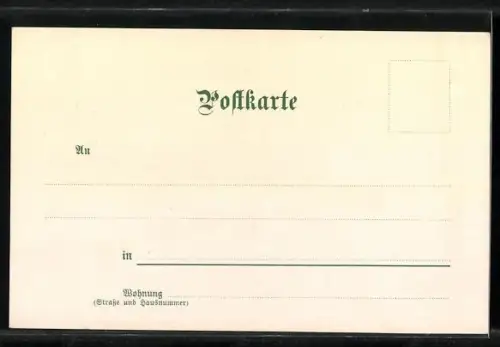 Postkarte
An
in
Wohnung
(Straße und Hausnummer)